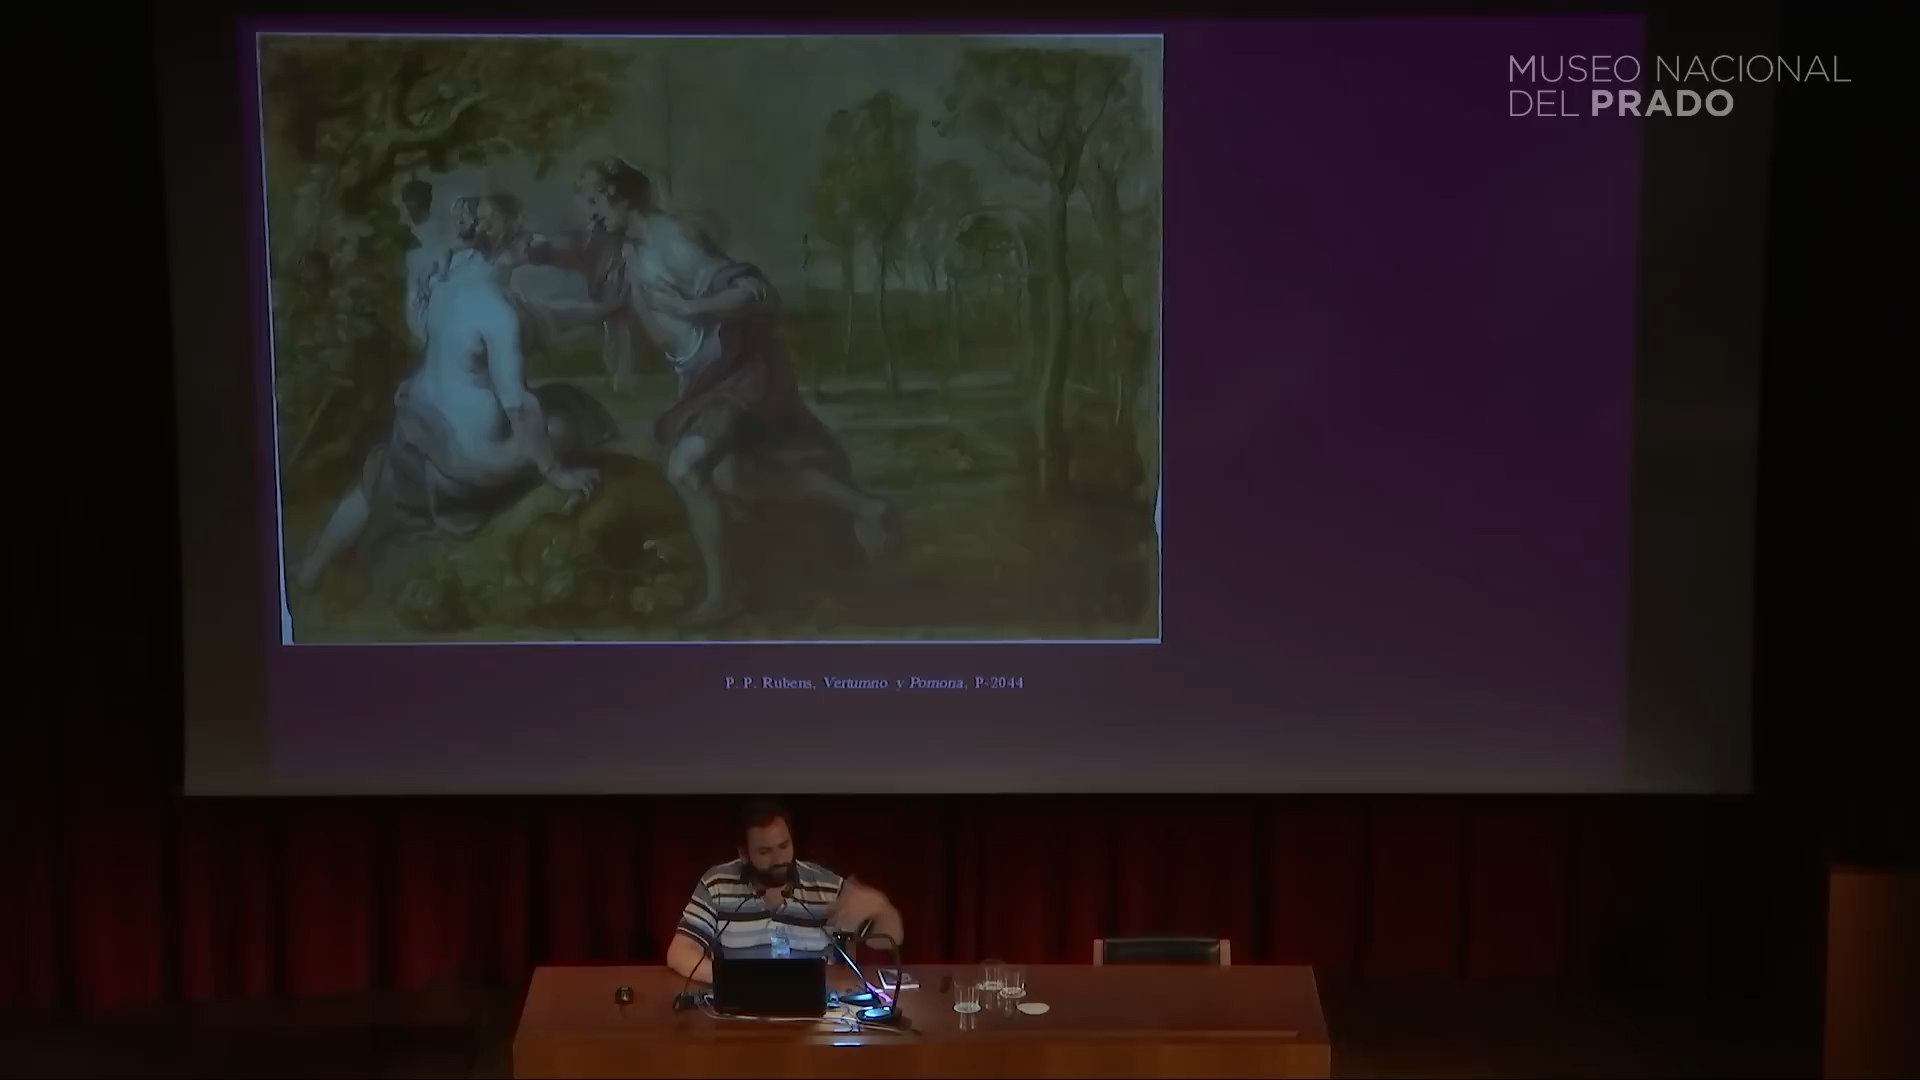 MUSEO NACIONAL
DEL PRADO
P. P. Rubens, Vertumno y Pomona, P-2044